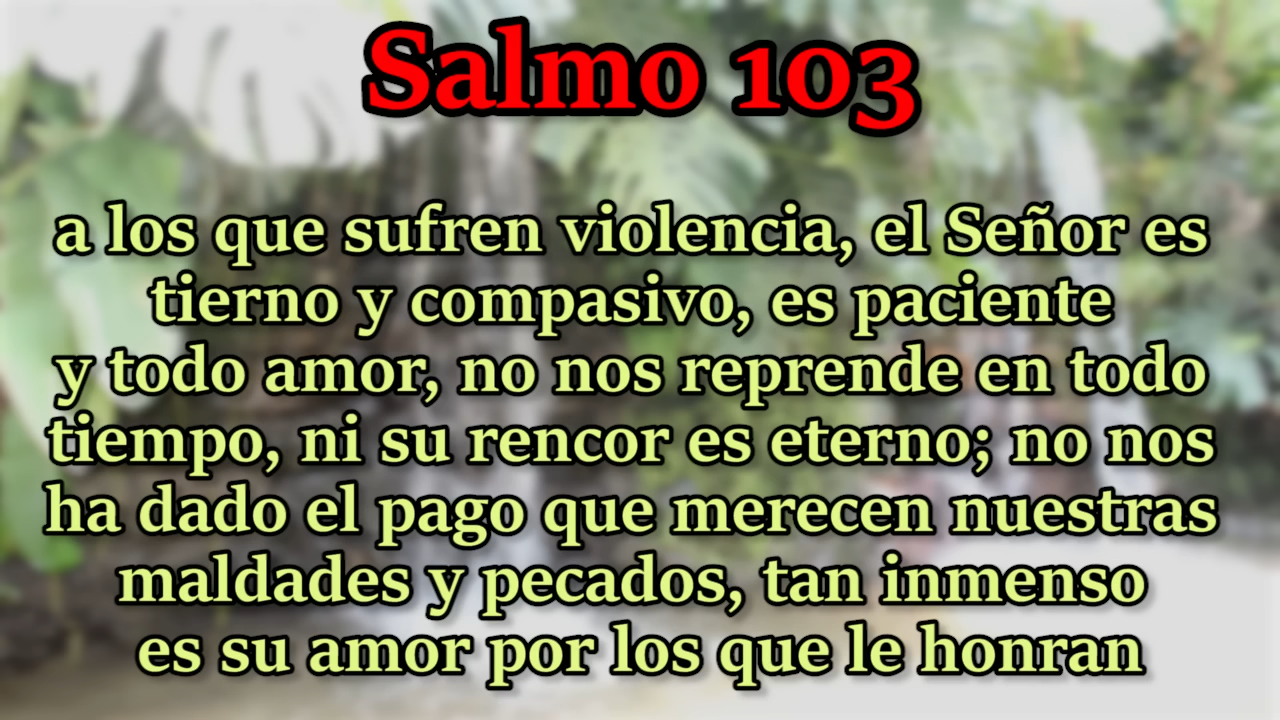 Salmo 103
a los que sufren violencia, el Señor es
tierno y compasivo, es paciente
y todo amor, no nos reprende en todo
tiempo, ni su rencor es eterno; no nos
ha dado el pago que merecen nuestras
maldades y pecados, tan inmenso
es su amor por los que le honran